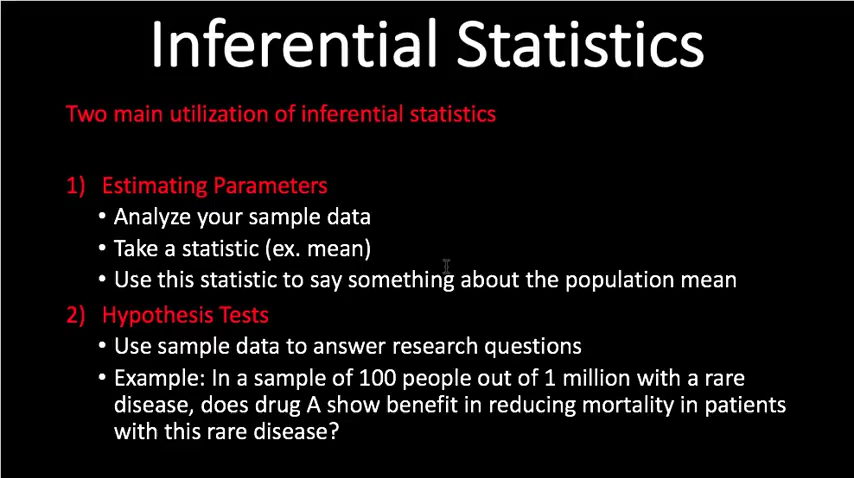 Inferential Statistics
Two main utilization of inferential statistics
1) Estimating Parameters
• Analyze your sample data
• Take a statistic (ex. mean)
• Use this statistic to say something about the population mean
2) Hypothesis Tests
• Use sample data to answer research questions
• Example: In a sample of 100 people out of 1 million with a rare
disease, does drug A show benefit in reducing mortality in patients
with this rare disease?